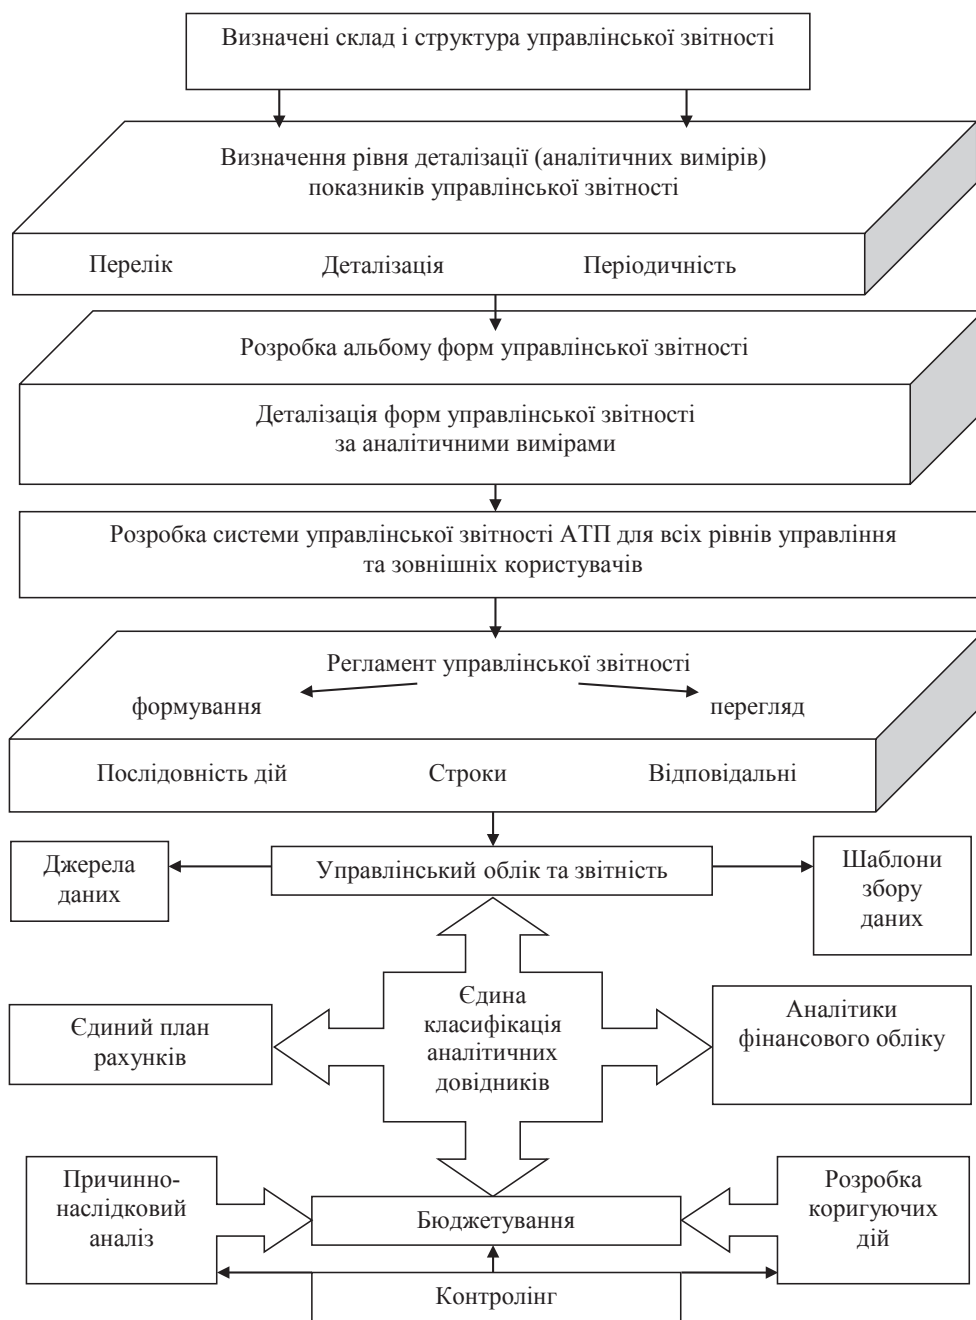 Визначені склад і структура управлінської звітності
Визначення рівня деталізації (аналітичних вимірів)
показників управлінської звітності
Перелік Деталізація Періодичність
Розробка альбому форм управлінської звітності
Деталізація форм управлінської звітності
за аналітичними вимірами
Розробка системи управлінської звітності АТП для всіх рівнів управління
та зовнішніх користувачів
Регламент управлінської звітності
формування перегляд
Послідовність дій Строки Відповідальні
Джерела
даних
Управлінський облік та звітність
Шаблони
збору
даних
Єдиний план
рахунків
Єдина
класифікація
аналітичних
довідників
Аналітики
фінансового обліку
Причинно-
наслідковий
аналіз
Бюджетування
Розробка
коригуючих
дій
Контролінг